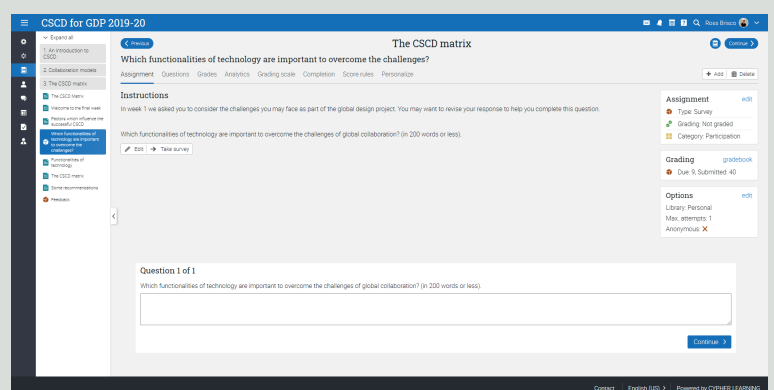 CSCD for GDP 2019-20
Ross Brisco
Expand all
1. An introduction to
CSCD
2. Collaboration models
3. The CSCD matrix
The CSCD Matrix
Welcome to the final week
Factors which influence the
successful CSCD
Which functionalities of
technology are important
to overcome the
challenges?
Functionalities of
technology
The CSCD matrix
Some recommendations
Feedback
Previous
The CSCD matrix
Continue
Which functionalities of technology are important to overcome the challenges?
Assignment Questions Grades Analytics Grading scale Completion Score rules Personalize
+ Add Delete
Instructions
In week 1 we asked you to consider the challenges you may face as part of the global design project. You may want to revise your response to help you complete this question.
Which functionalities of technology are important to overcome the challenges of global collaboration? (in 200 words or less).
Edit Take survey
Assignment edit
Type: Survey
Grading: Not graded
Category: Participation
Grading gradebook
Due: 9, Submitted: 40
Options edit
Library: Personal
Max. attempts: 1
Anonymous:
Question 1 of 1
Which functionalities of technology are important to overcome the challenges of global collaboration? (in 200 words or less).
Continue
Contact English (US) Powered by CYPHER LEARNING